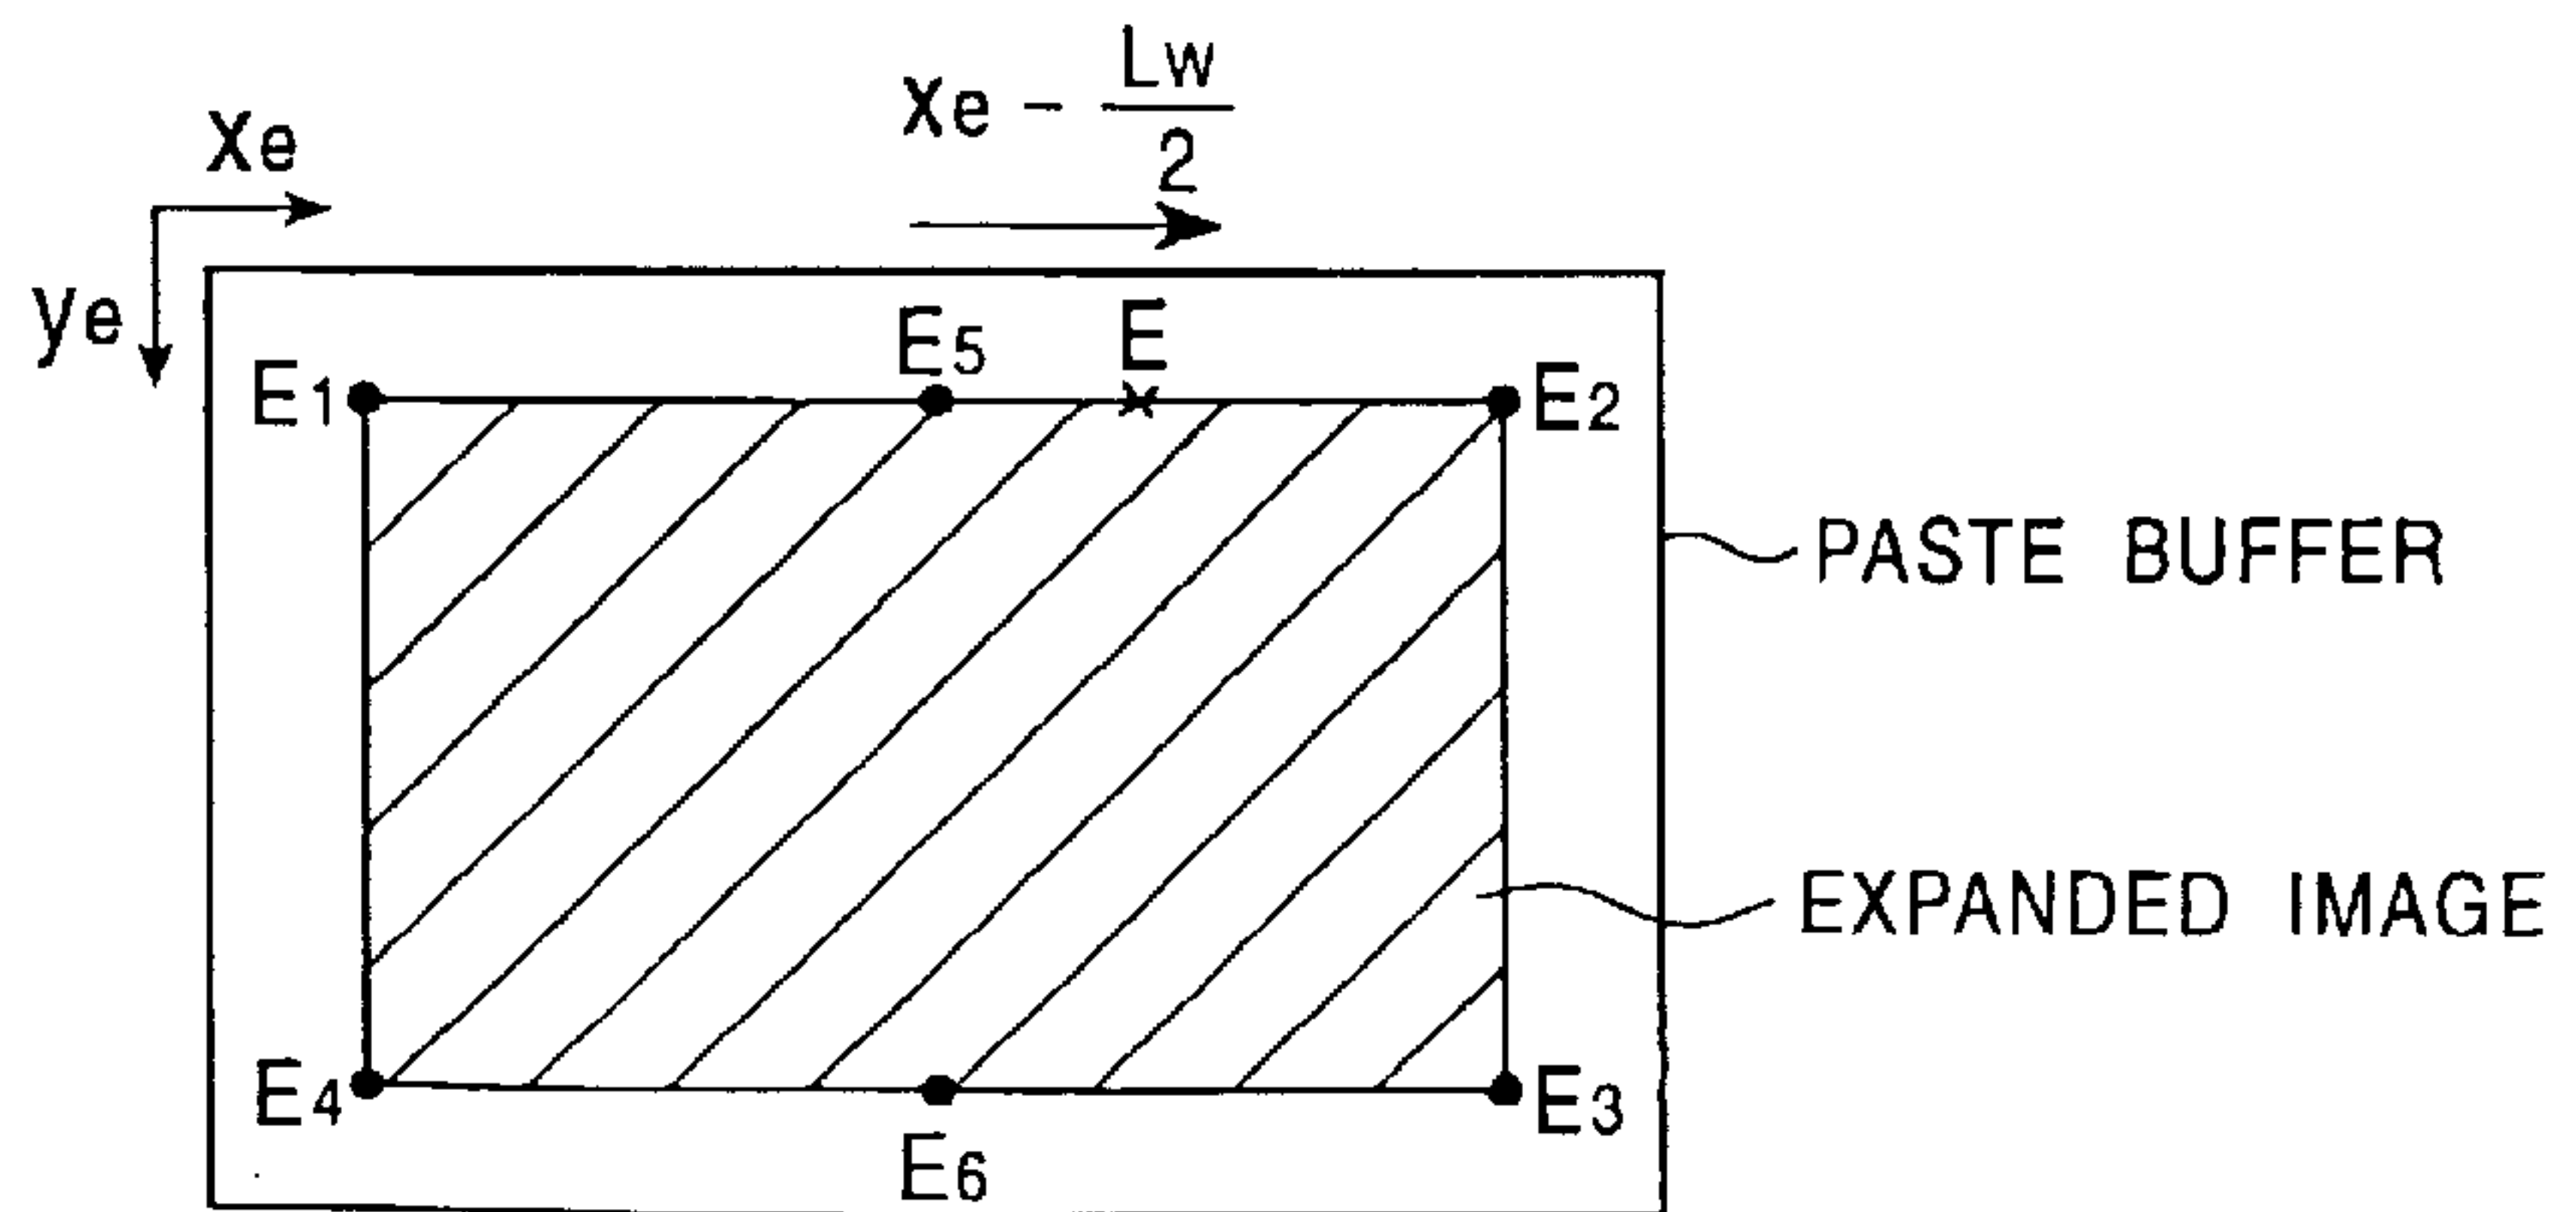 Xe
Xe - Lw/2
ye
E5
E
E1
E2
PASTE BUFFER
EXPANDED IMAGE
E4
E3
E6